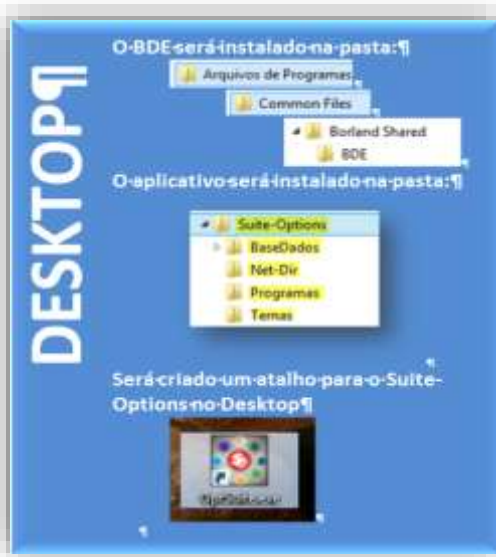 DESKTOP¶
O·BDE·será·instalado·na·pasta:¶
Arquivos de Programas
Common Files
Borland Shared
BDE
O·aplicativo·será·instalado·na·pasta:¶
Suite-Options
BaseDados
Net-Dir
Programas
Temas
Será·criado·um·atalho·para·o·Suite-
Options·no·Desktop¶